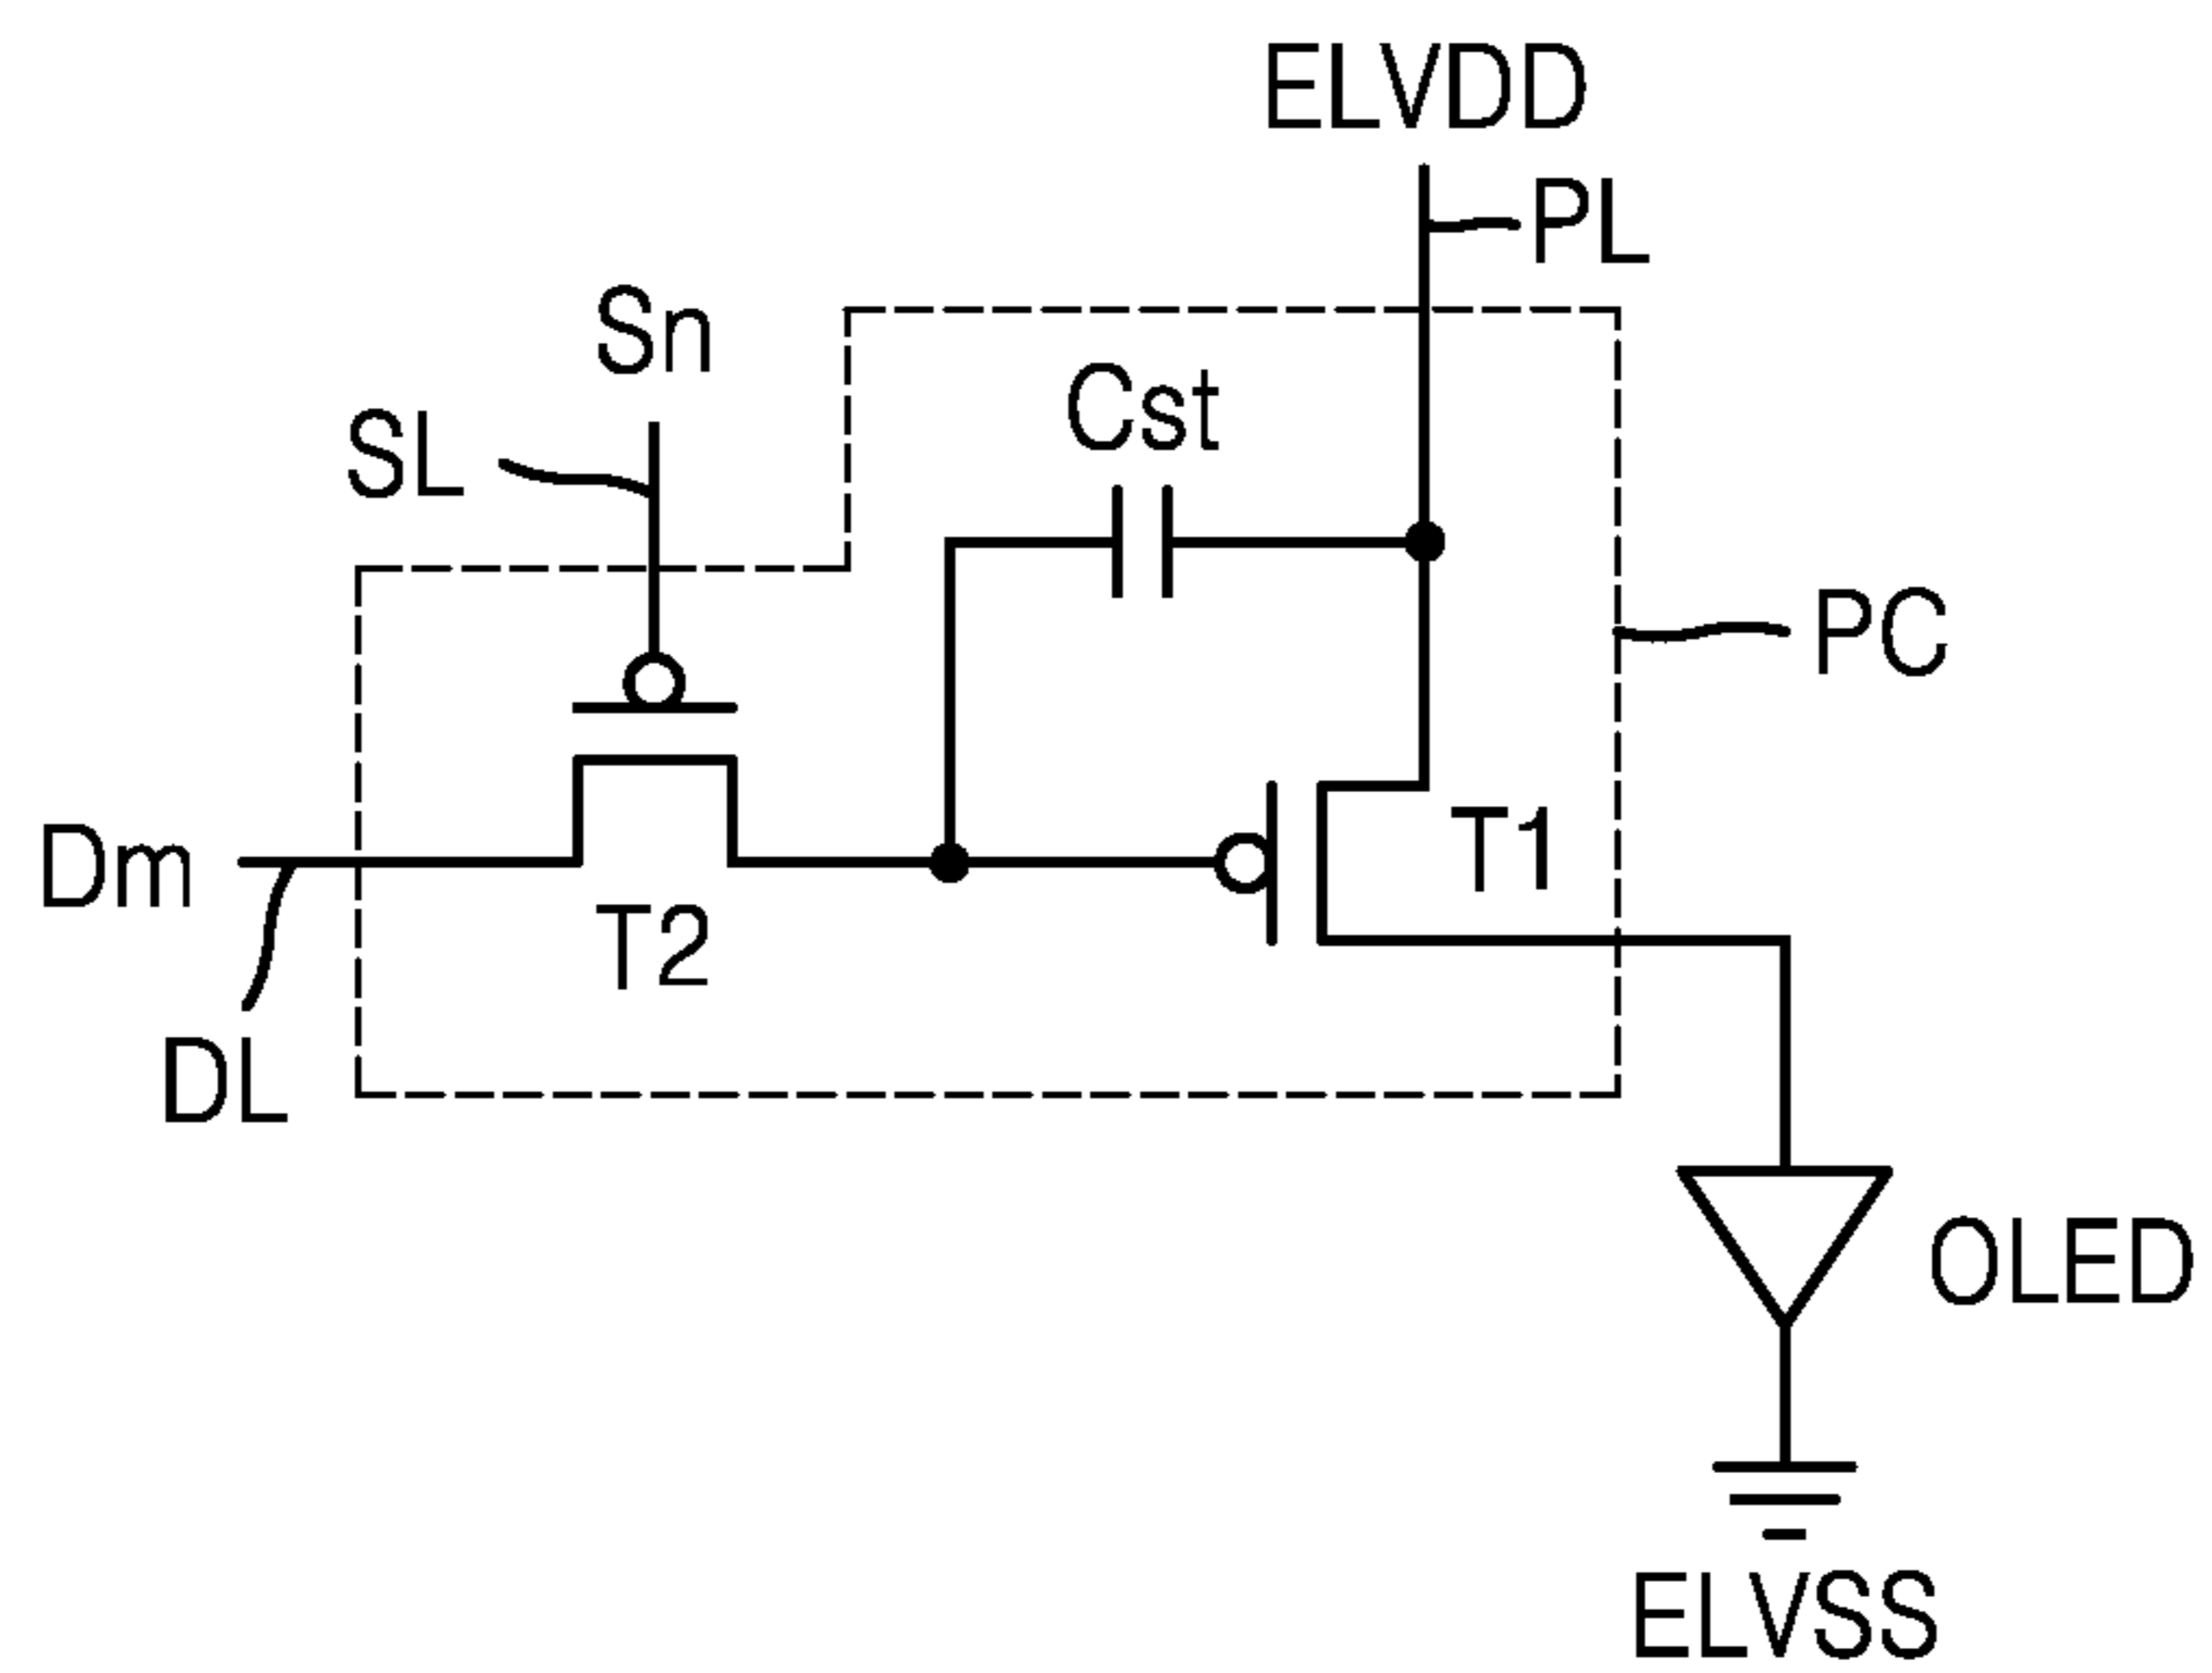 ELVDD
PL
Sn
Cst
SL
PC
T1
Dm
T2
DL
OLED
ELVSS